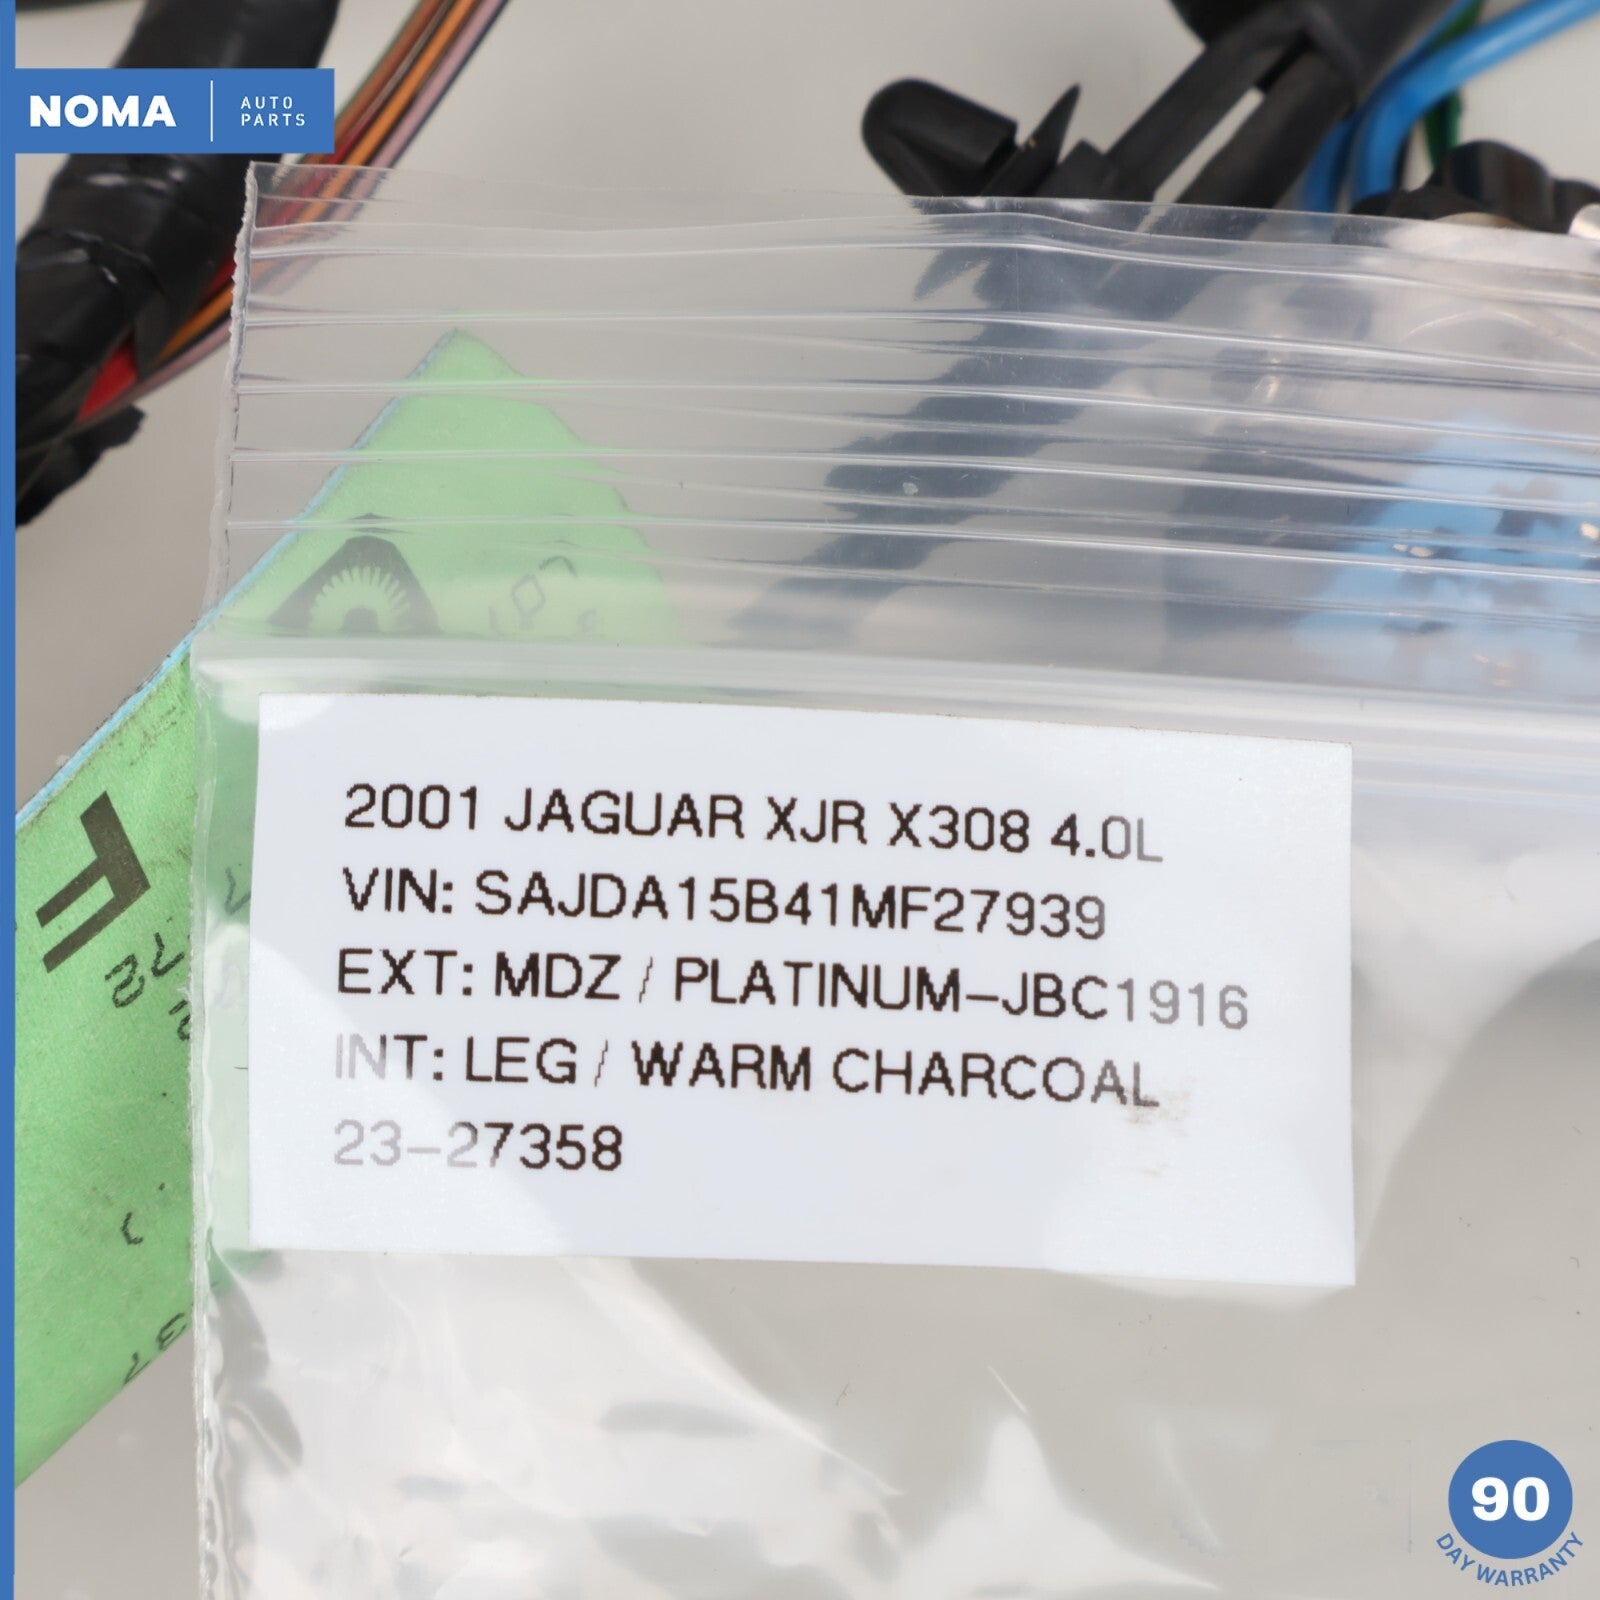 NOMA
AUTO
PARTS
2001 JAGUAR XJR X308 4.0L
VIN: SAJDA15B41MF27939
EXT: MDZ / PLATINUM-JBC1916
INT: LEG / WARM CHARCOAL
23-27358
90
DAY WARRANTY